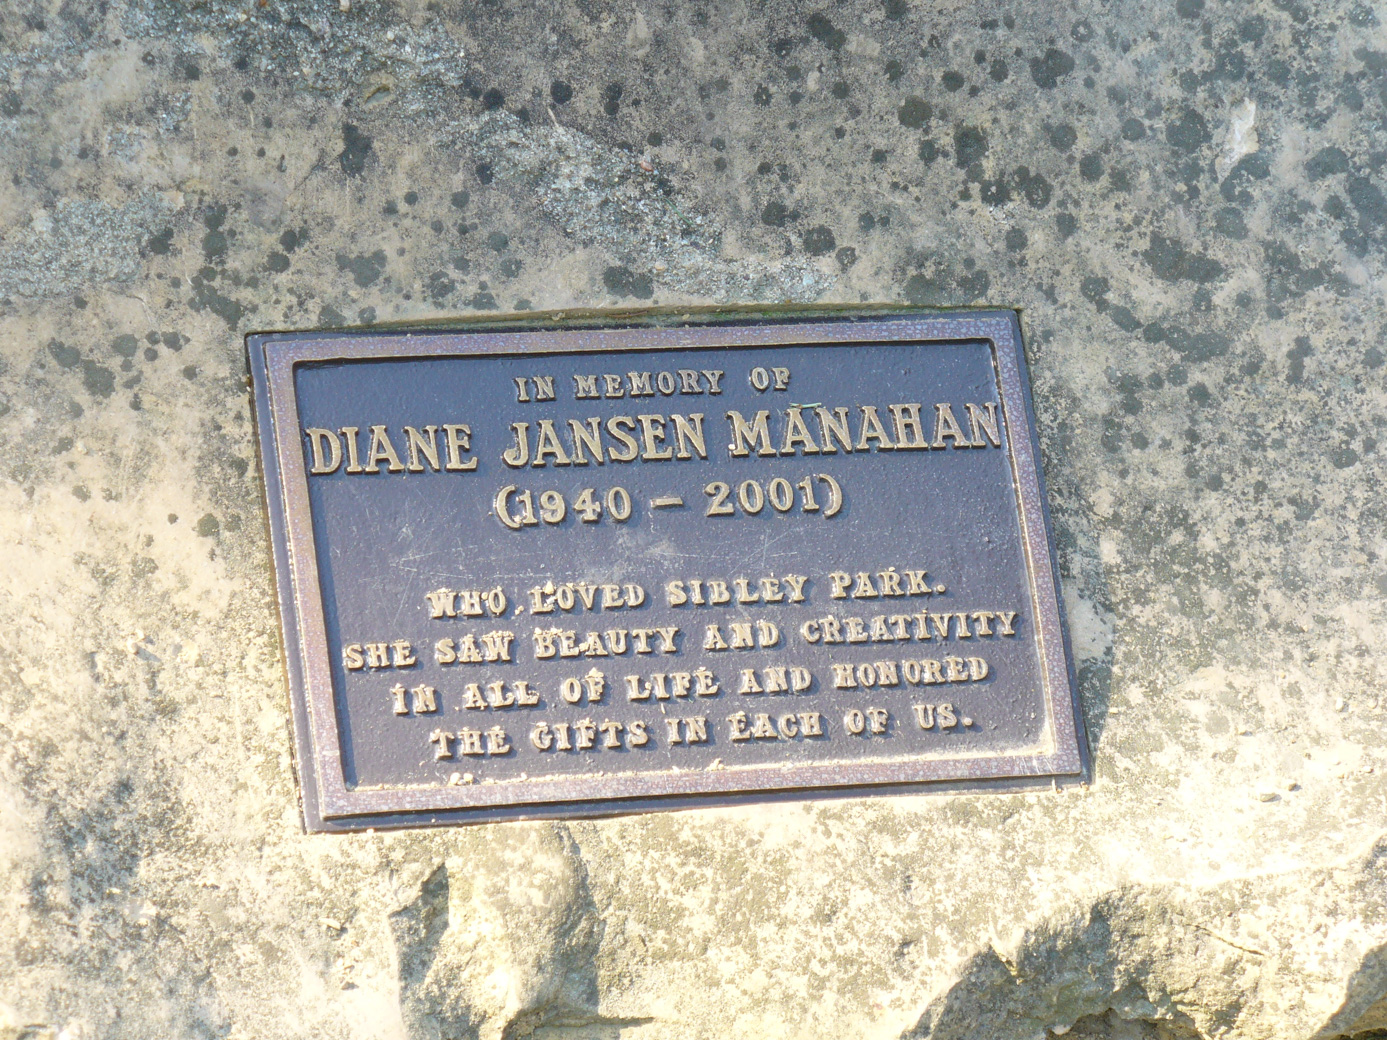 IN MEMORY OF
DIANE JANSEN MANAHAN
(1940 – 2001)
WHO LOVED SIBLEY PARK.
SHE SAW BEAUTY AND CREATIVITY
IN ALL OF LIFE AND HONORED
THE GIFTS IN EACH OF US.